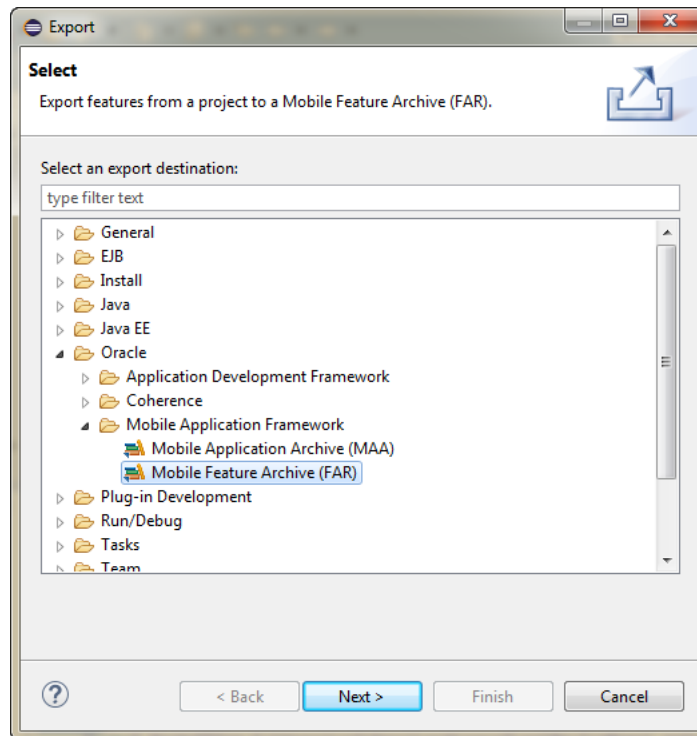 Export
Select
Export features from a project to a Mobile Feature Archive (FAR).
Select an export destination:
type filter text
General
EJB
Install
Java
Java EE
Oracle
Application Development Framework
Coherence
Mobile Application Framework
Mobile Application Archive (MAA)
Mobile Feature Archive (FAR)
Plug-in Development
Run/Debug
Tasks
Team
? < Back Next > Finish Cancel